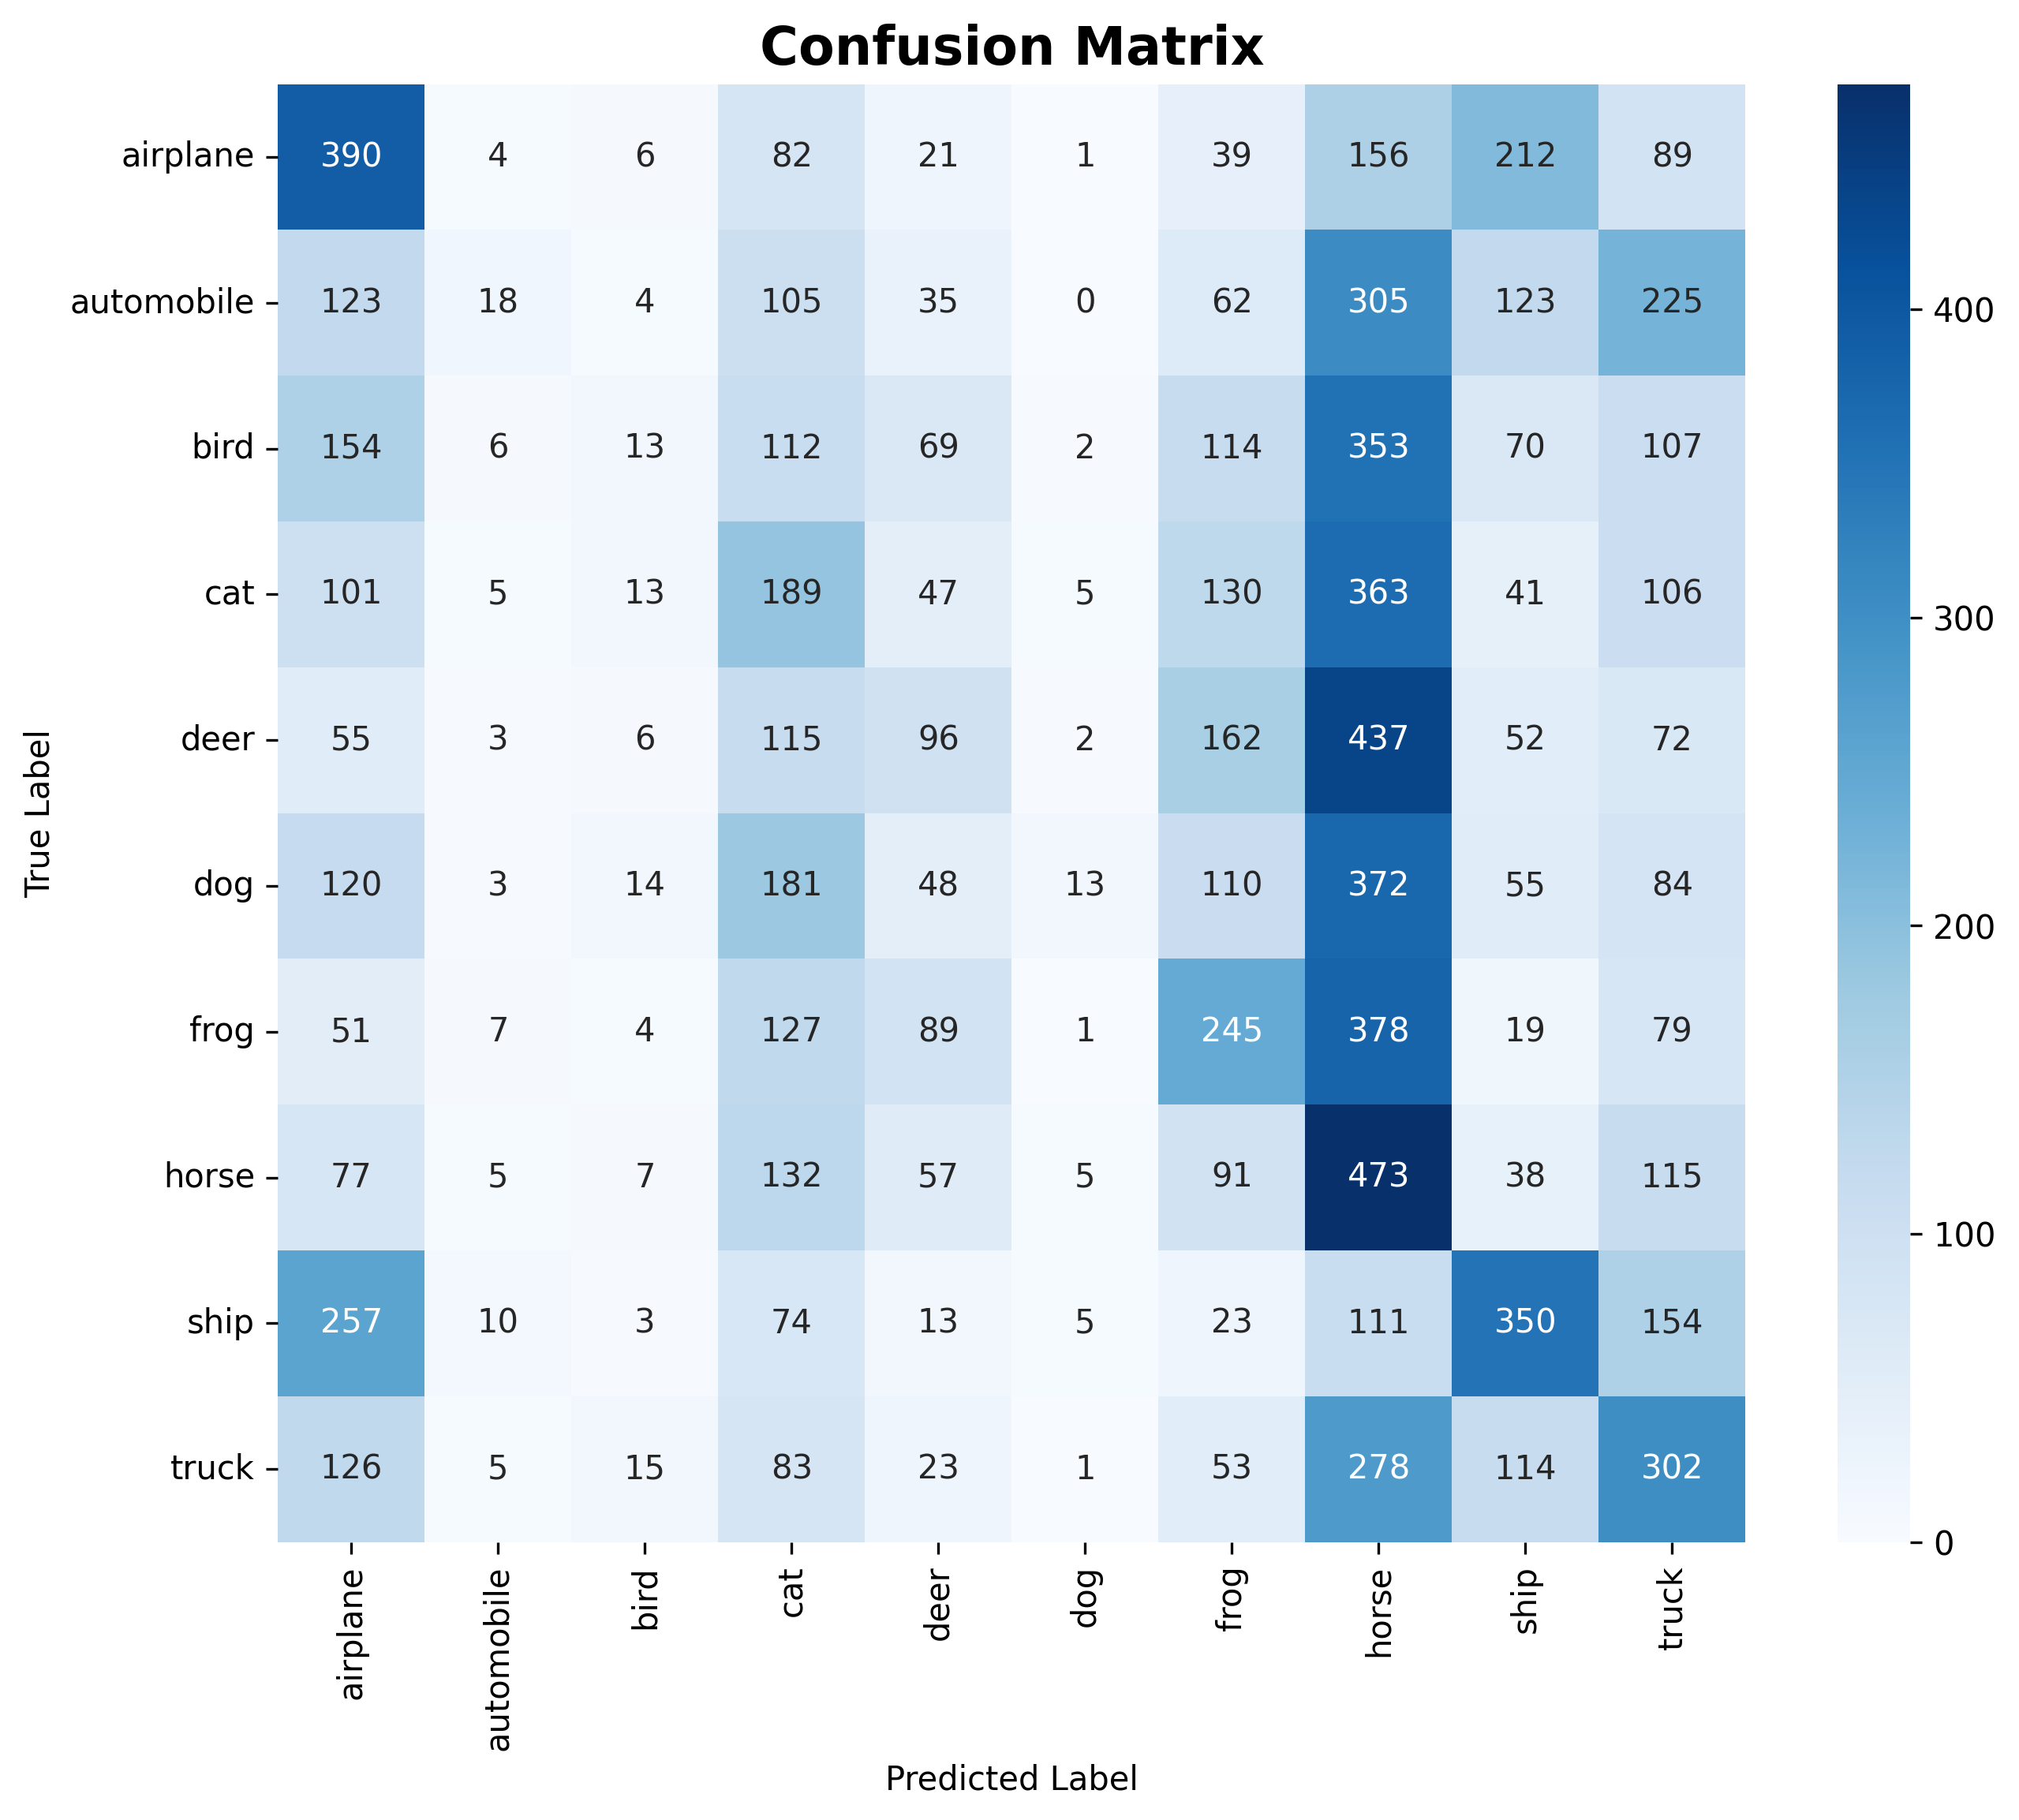 Confusion Matrix
airplane 390 4 6 82 21 1 39 156 212 89
automobile 123 18 4 105 35 0 62 305 123 225
400
bird 154 6 13 112 69 2 114 353 70 107
cat 101 5 13 189 47 5 130 363 41 106
300
deer 55 3 6 115 96 2 162 437 52 72
True Label
dog 120 3 14 181 48 13 110 372 55 84
200
frog 51 7 4 127 89 1 245 378 19 79
horse 77 5 7 132 57 5 91 473 38 115
100
ship 257 10 3 74 13 5 23 111 350 154
truck 126 5 15 83 23 1 53 278 114 302
0
airplane automobile bird cat deer dog frog horse ship truck
Predicted Label